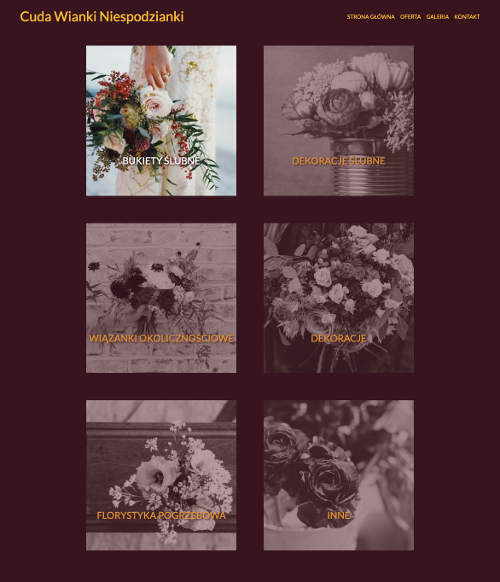 Cuda Wianki Niespodzianki
STRONA GŁÓWNA OFERTA GALERIA KONTAKT
BUKIETY ŚLUBNE
DEKORACJE ŚLUBNE
WIĄZANKI OKOLICZNOŚCIOWE
DEKORACJE
FLORYSTYKA POGRZEBOWA
INNE